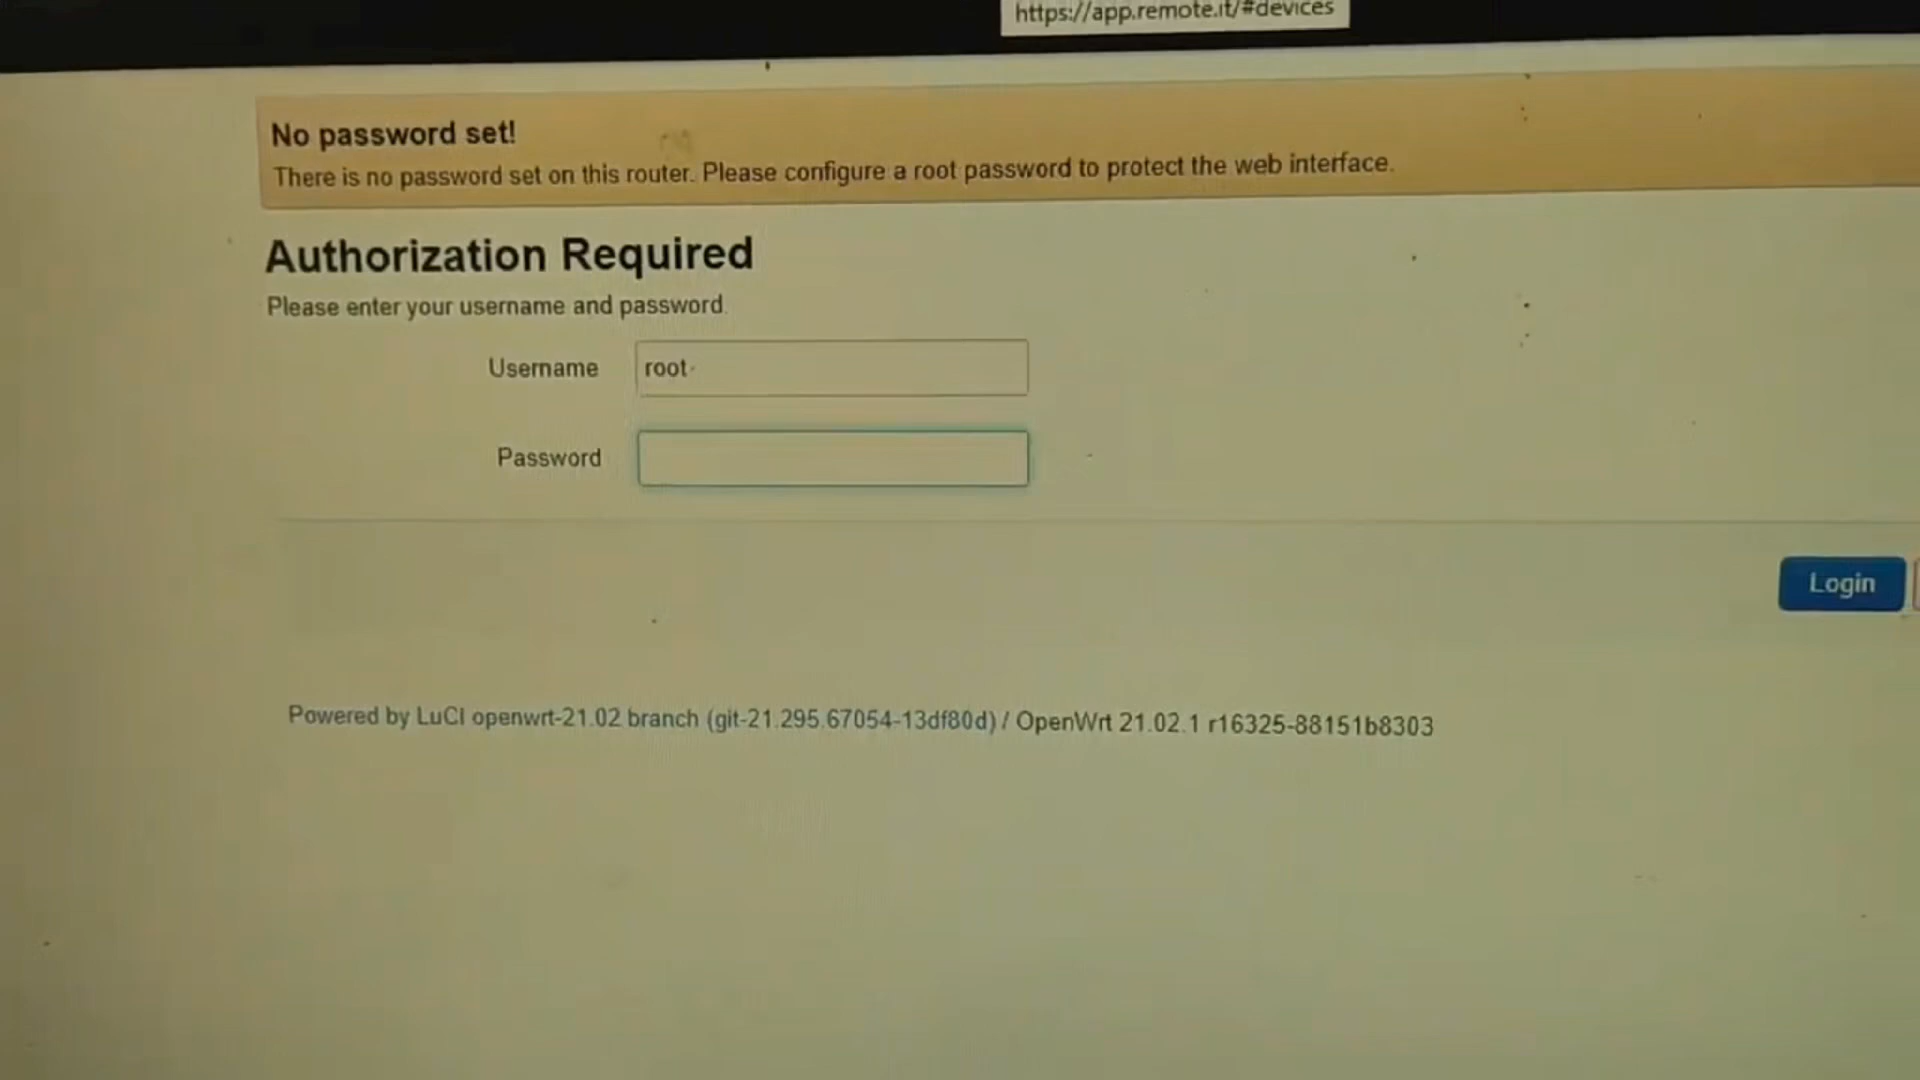 https://app.remote.it/#devices
No password set!
There is no password set on this router. Please configure a root password to protect the web interface.
Authorization Required
Please enter your username and password.
Username root
Password
Login
Powered by LuCI openwrt-21.02 branch (git-21.295.67054-13df80d) / OpenWrt 21.02.1 r16325-88151b8303